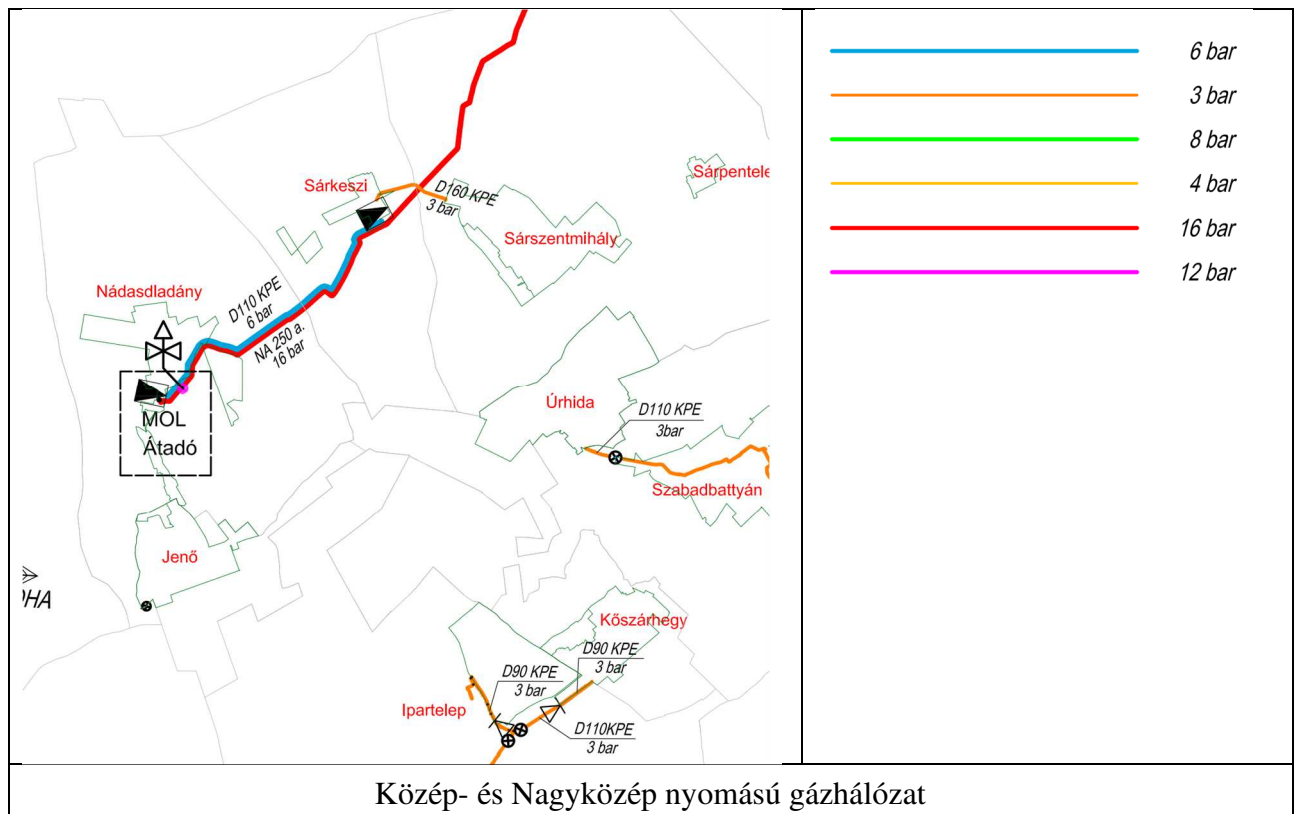 Sárkeszi
D160 KPE
3 bar
Sárszentmihály
Nádasdladány
D110 KPE
6 bar
NA 250 a.
16 bar
MOL
Átadó
Úrhida
D110 KPE
3bar
Szabadbattyán
Jenő
Kőszárhegy
D90 KPE
3 bar
D90 KPE
3 bar
Ipartelep
D110KPE
3 bar
6 bar
3 bar
8 bar
4 bar
16 bar
12 bar
Közép- és Nagyközép nyomású gázhálózat